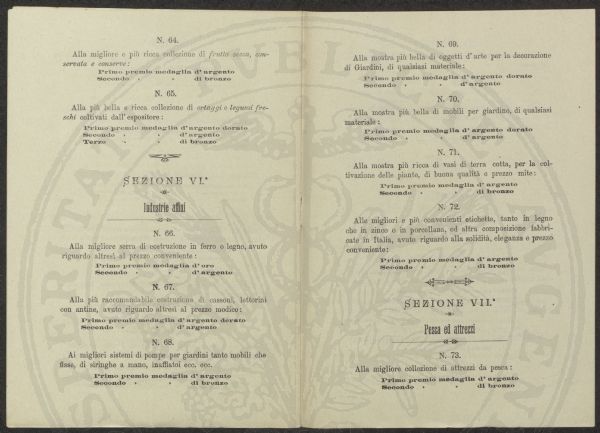 N. 64.
Alla migliore e più ricca collezione di frutta secca, con-
servata e conserve:
Primo premio medaglia d'argento
Secondo » » di bronzo
N. 65.
Alla più bella e ricca collezione di ortaggi e legumi fre-
schi coltivati dall'espositore:
Primo premio medaglia d'argento dorato
Secondo » » d'argento
Terzo » » di bronzo
SEZIONE VI.ª
Industrie affini
N. 66.
Alla migliore serra di costruzione in ferro o legno, avuto
riguardo altresì al prezzo conveniente:
Primo premio medaglia d'oro
Secondo » » d'argento
N. 67.
Alla più raccomandabile costruzione di cassoni, lettorini
con antine, avuto riguardo altresì al prezzo modico:
Primo premio medaglia d'argento dorato
Secondo » » d'argento
N. 68.
Ai migliori sistemi di pompe per giardini tanto mobili che
fisse, di siringhe a mano, inaffiatoi ecc. ecc.
Primo premio medaglia d'argento
Secondo » » di bronzo
N. 69.
Alla mostra più bella di oggetti d'arte per la decorazione
di Giardini, di qualsiasi materiale:
Primo premio medaglia d'argento dorato
Secondo » » d'argento
N. 70.
Alla mostra più bella di mobili per giardino, di qualsiasi
materiale:
Primo premio medaglia d'argento dorato
Secondo » » d'argento
N. 71.
Alla mostra più ricca di vasi di terra cotta, per la col-
tivazione delle piante, di buona qualità e prezzo mite:
Primo premio medaglia d'argento
Secondo » » di bronzo
N. 72.
Alle migliori e più convenienti etichette, tanto in legno
che in zinco o in porcellana, ed altra composizione fabbri-
cate in Italia, avuto riguardo alla solidità, eleganza e prezzo
conveniente:
Primo premio medaglia d'argento
Secondo » » di bronzo
SEZIONE VII.ª
Pesca ed attrezzi
N. 73.
Alla migliore collezione di attrezzi da pesca:
Primo premio medaglia d'argento
Secondo » » di bronzo